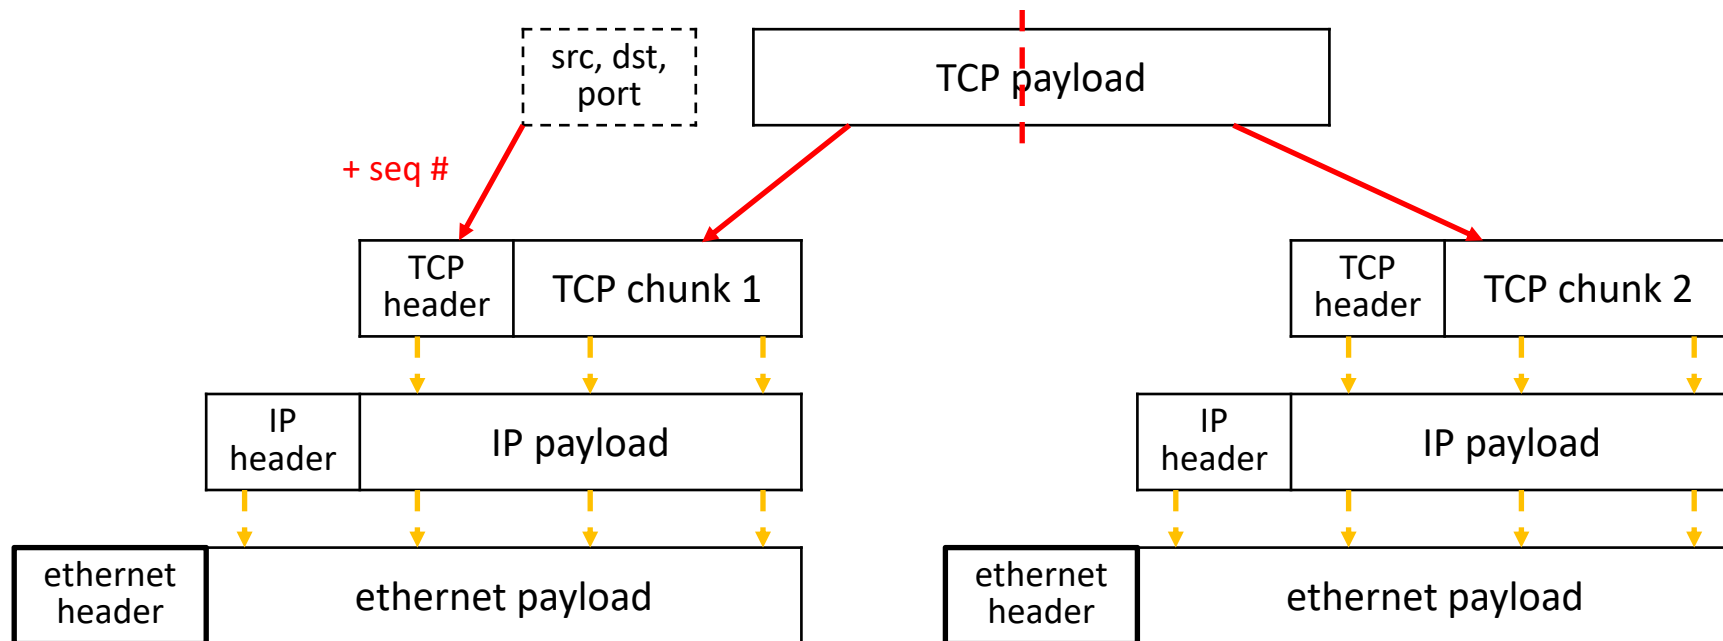 src, dst,
port
TCP payload
+ seq #
TCP
header
TCP chunk 1
TCP
header
TCP chunk 2
IP
header
IP payload
IP
header
IP payload
ethernet
header
ethernet payload
ethernet
header
ethernet payload